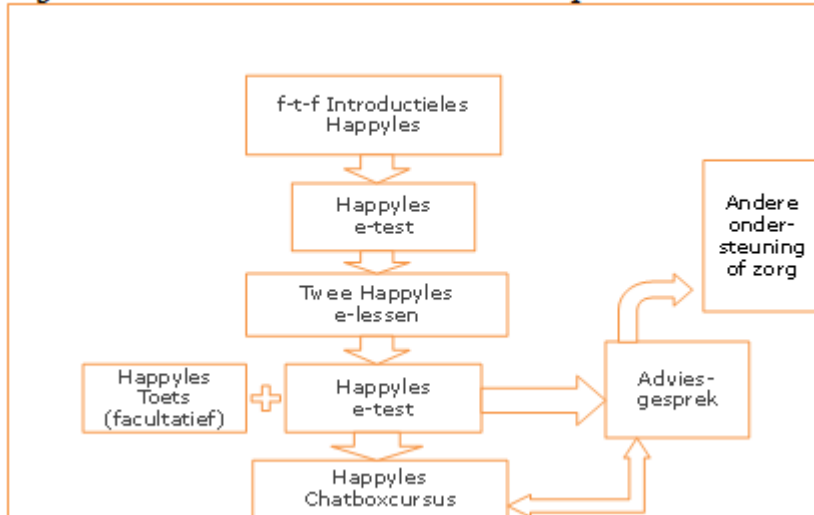 f-t-f Introductieles
Happyles
Happyles
e-test
Andere
onder-
steuning
of zorg
Twee Happyles
e-lessen
Happyles
Toets
(facultatief)
Happyles
e-test
Advies-
gesprek
Happyles
Chatboxcursus